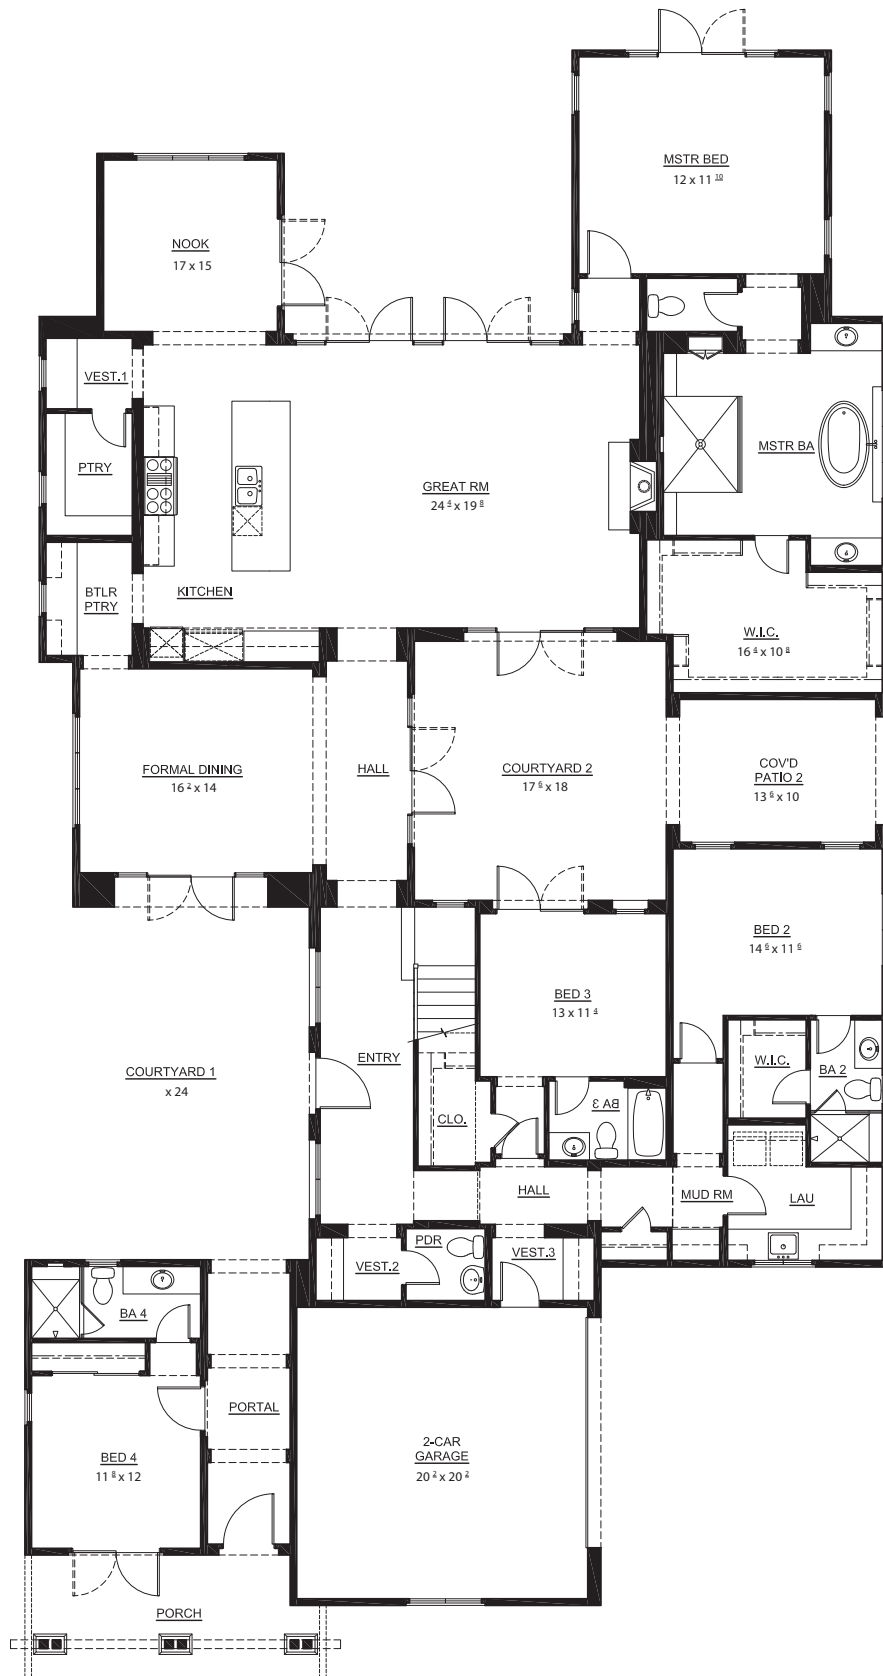 MSTR BED
12 x 11 10
NOOK
17 x 15
VEST.1
PTRY
MSTR BA
GREAT RM
24 4 x 19 8
BTLR
PTRY
KITCHEN
W.I.C.
16 4 x 10 8
FORMAL DINING
16 2 x 14
HALL
COURTYARD 2
17 6 x 18
COV'D
PATIO 2
13 6 x 10
BED 2
14 6 x 11 6
BED 3
13 x 11 4
ENTRY
COURTYARD 1
x 24
W.I.C.
BA 2
BA 3
CLO.
HALL
MUD RM
LAU
PDR
VEST.2
VEST.3
BA 4
PORTAL
BED 4
11 8 x 12
2-CAR
GARAGE
20 2 x 20 2
PORCH